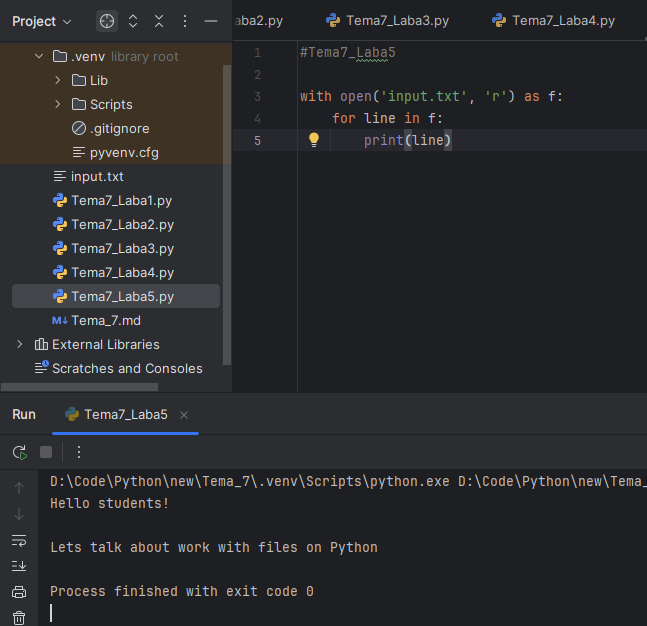 Project
aba2.py
Tema7_Laba3.py
Tema7_Laba4.py
.venv library root
Lib
Scripts
.gitignore
pyvenv.cfg
input.txt
Tema7_Laba1.py
Tema7_Laba2.py
Tema7_Laba3.py
Tema7_Laba4.py
Tema7_Laba5.py
M↓ Tema_7.md
External Libraries
Scratches and Consoles
1 #Tema7_Laba5
2
3 with open('input.txt', 'r') as f:
4     for line in f:
5         print(line)
Run
Tema7_Laba5
D:\Code\Python\new\Tema_7\.venv\Scripts\python.exe D:\Code\Python\new\Tema_
Hello students!
Lets talk about work with files on Python
Process finished with exit code 0